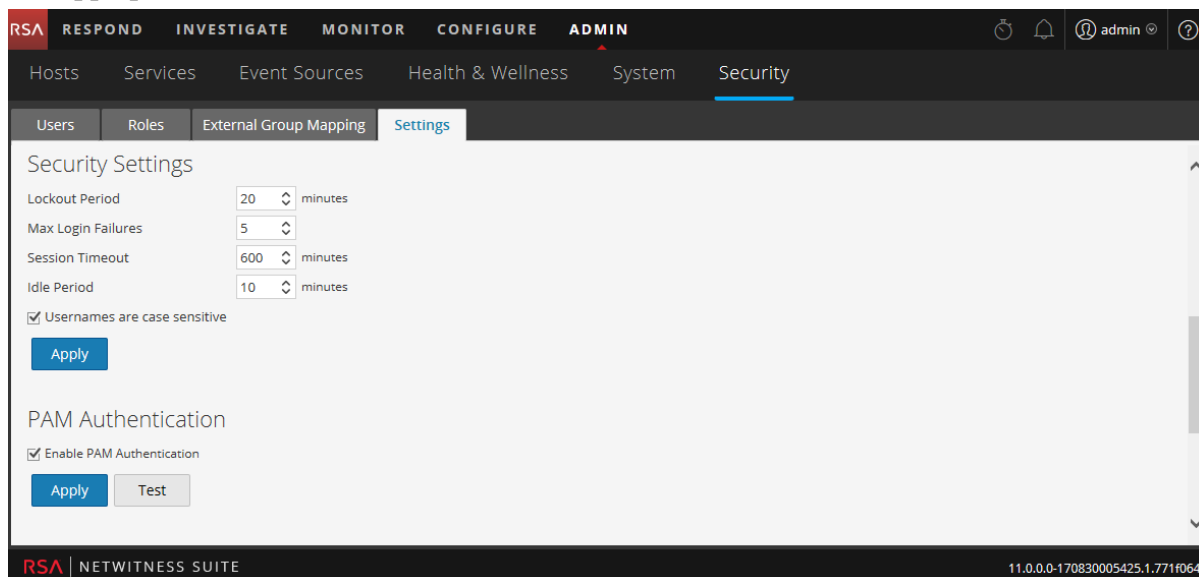 RSA RESPOND INVESTIGATE MONITOR CONFIGURE ADMIN admin ?
Hosts Services Event Sources Health & Wellness System Security
Users Roles External Group Mapping Settings
Security Settings
Lockout Period 20 minutes
Max Login Failures 5
Session Timeout 600 minutes
Idle Period 10 minutes
Usernames are case sensitive
Apply
PAM Authentication
Enable PAM Authentication
Apply Test
RSA NETWITNESS SUITE 11.0.0.0-170830005425.1.771f064